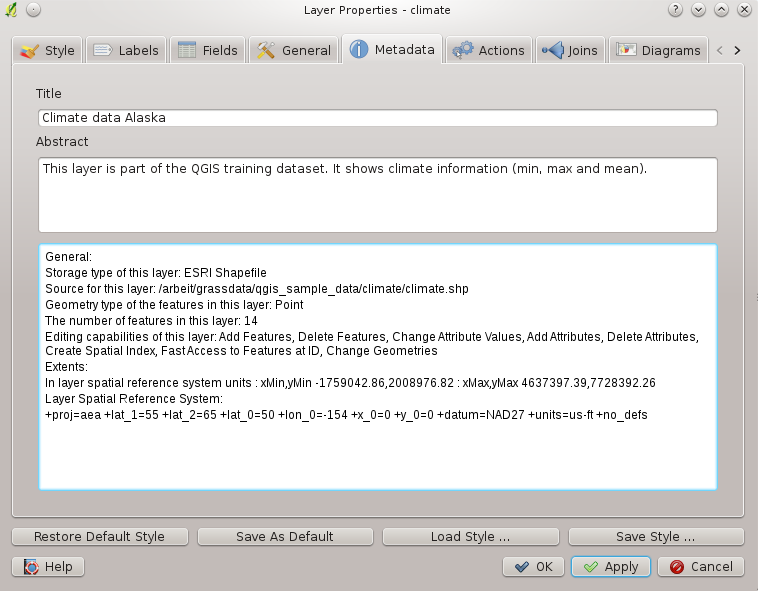 Layer Properties - climate
Style
Labels
Fields
General
Metadata
Actions
Joins
Diagrams
Title
Climate data Alaska
Abstract
This layer is part of the QGIS training dataset. It shows climate information (min, max and mean).
General:
Storage type of this layer: ESRI Shapefile
Source for this layer: /arbeit/grassdata/qgis_sample_data/climate/climate.shp
Geometry type of the features in this layer: Point
The number of features in this layer: 14
Editing capabilities of this layer: Add Features, Delete Features, Change Attribute Values, Add Attributes, Delete Attributes,
Create Spatial Index, Fast Access to Features at ID, Change Geometries
Extents:
In layer spatial reference system units : xMin,yMin -1759042.86,2008976.82 : xMax,yMax 4637397.39,7728392.26
Layer Spatial Reference System:
+proj=aea +lat_1=55 +lat_2=65 +lat_0=50 +lon_0=-154 +x_0=0 +y_0=0 +datum=NAD27 +units=us-ft +no_defs
Restore Default Style
Save As Default
Load Style ...
Save Style ...
Help
OK
Apply
Cancel